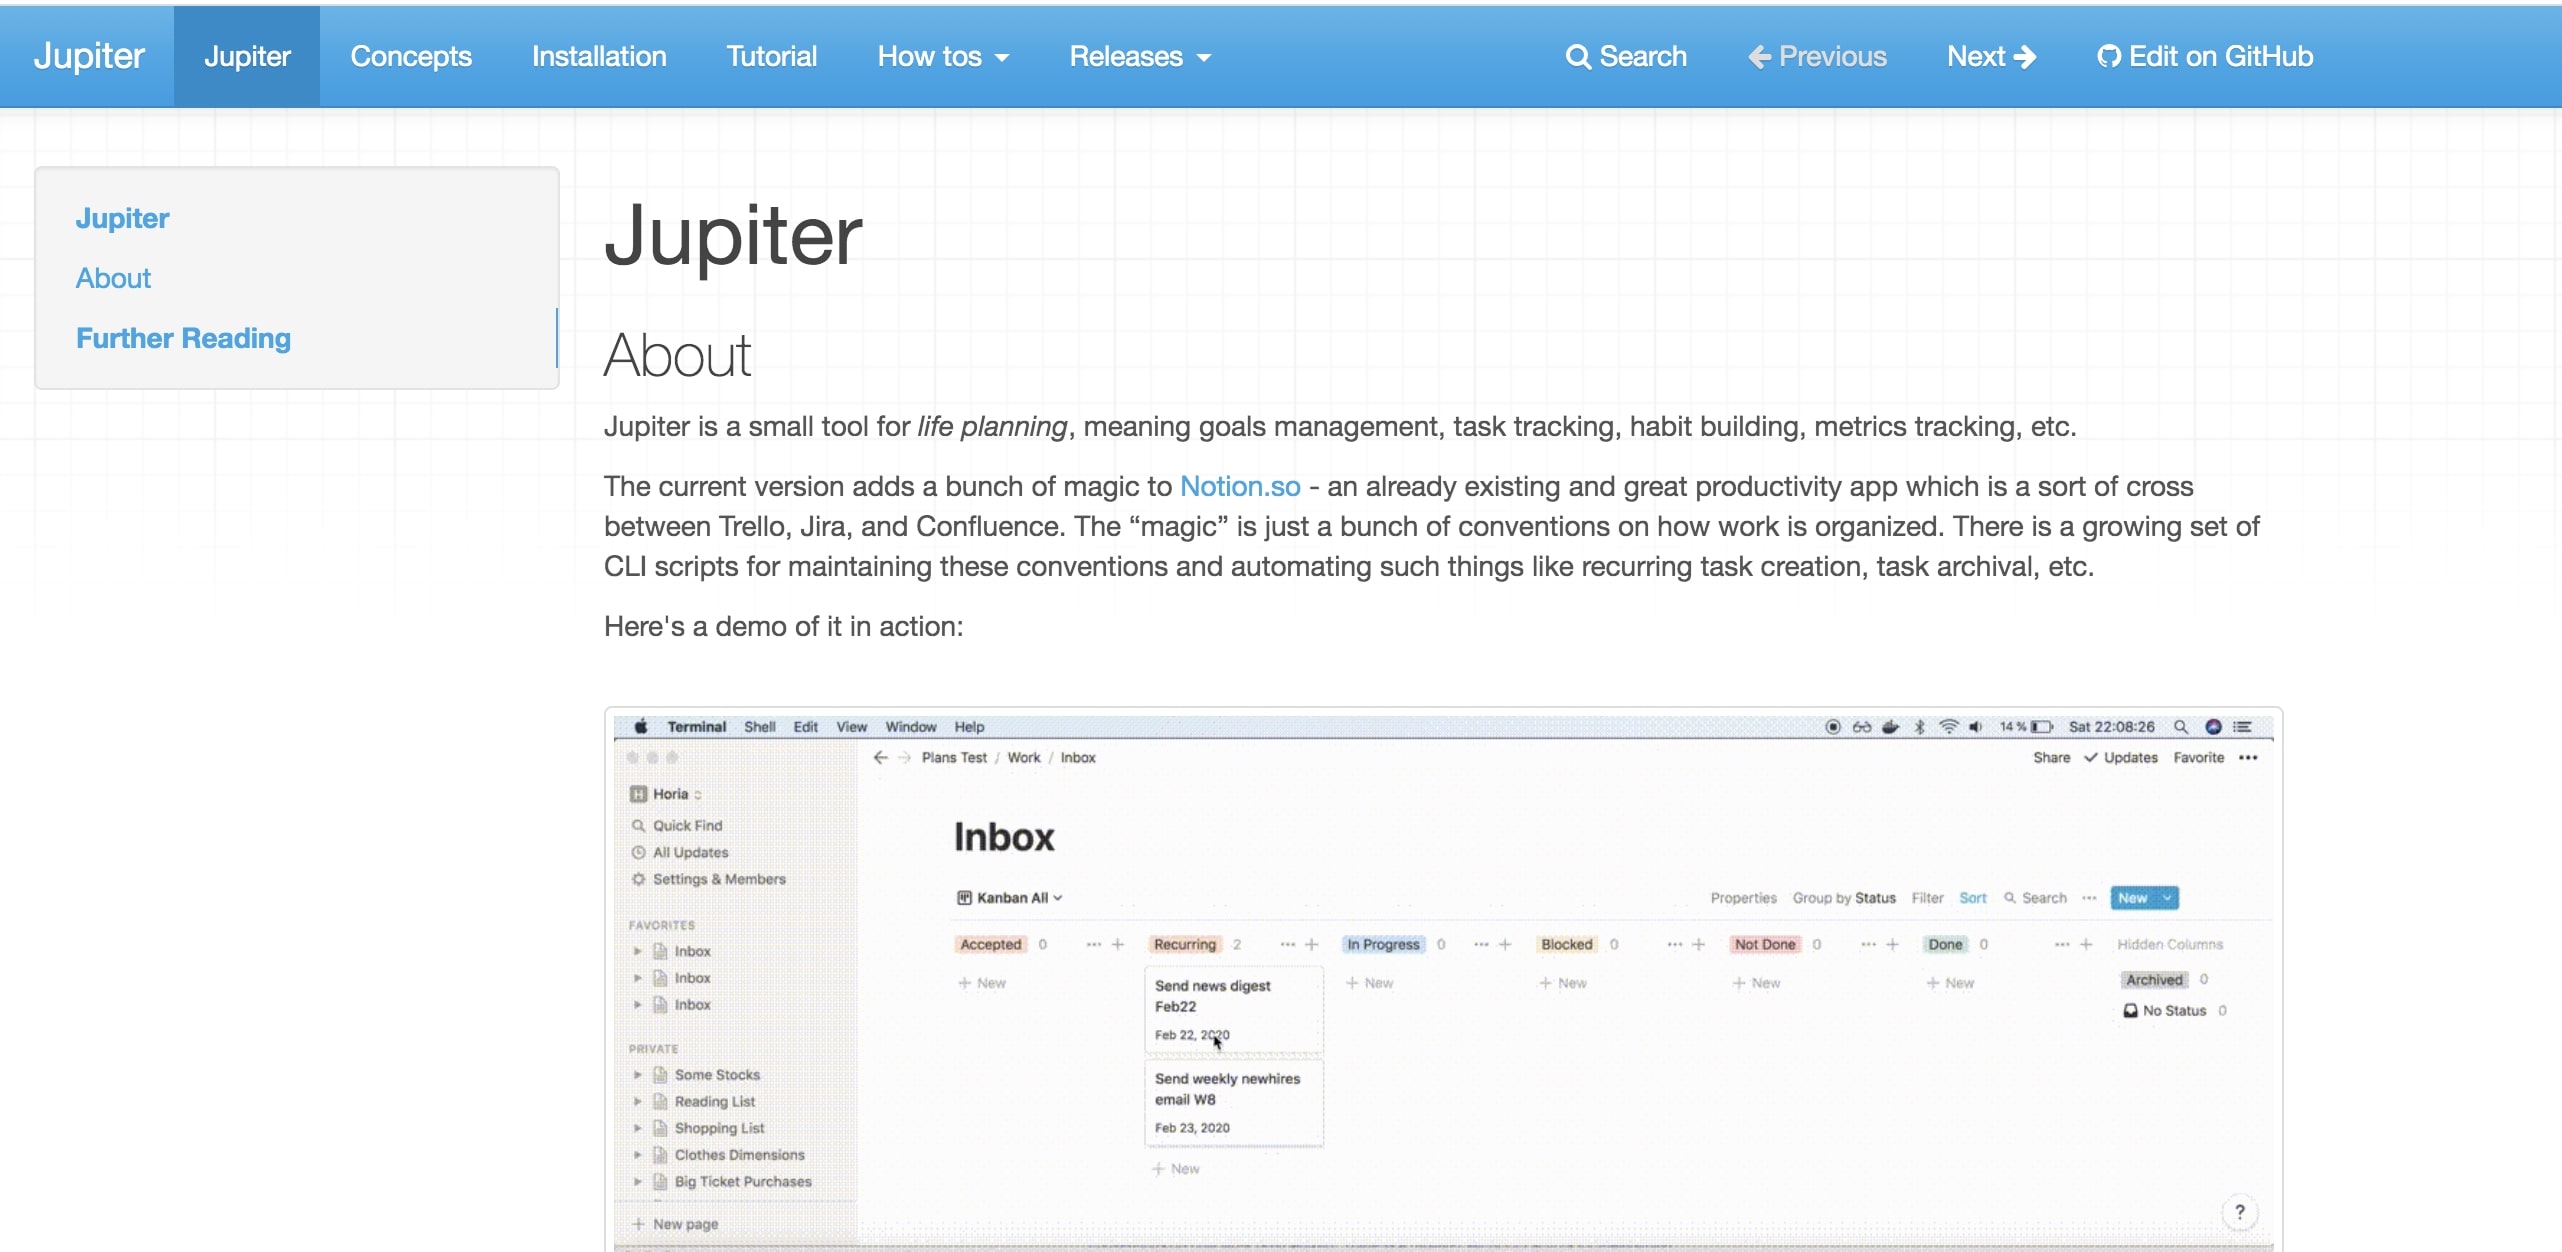 Jupiter Jupiter Concepts Installation Tutorial How tos Releases Search Previous Next Edit on GitHub
Jupiter
About
Further Reading
Jupiter
About
Jupiter is a small tool for life planning, meaning goals management, task tracking, habit building, metrics tracking, etc.
The current version adds a bunch of magic to Notion.so - an already existing and great productivity app which is a sort of cross
between Trello, Jira, and Confluence. The “magic” is just a bunch of conventions on how work is organized. There is a growing set of
CLI scripts for maintaining these conventions and automating such things like recurring task creation, task archival, etc.
Here's a demo of it in action:
Terminal Shell Edit View Window Help 14% Sat 22:08:26
Plans Test / Work / Inbox Share Updates Favorite •••
H Horia
Quick Find
All Updates
Settings & Members
FAVORITES
Inbox
Inbox
Inbox
PRIVATE
Some Stocks
Reading List
Shopping List
Clothes Dimensions
Big Ticket Purchases
+ New page
Inbox
Kanban All Properties Group by Status Filter Sort Search ••• New
Accepted 0 ••• + Recurring 2 ••• + In Progress 0 ••• + Blocked 0 ••• + Not Done 0 ••• + Done 0 ••• + Hidden Columns
+ New
Send news digest
Feb22
Feb 22, 2020
Send weekly newhires
email W8
Feb 23, 2020
+ New
+ New
+ New
+ New
+ New
Archived 0
No Status 0
?